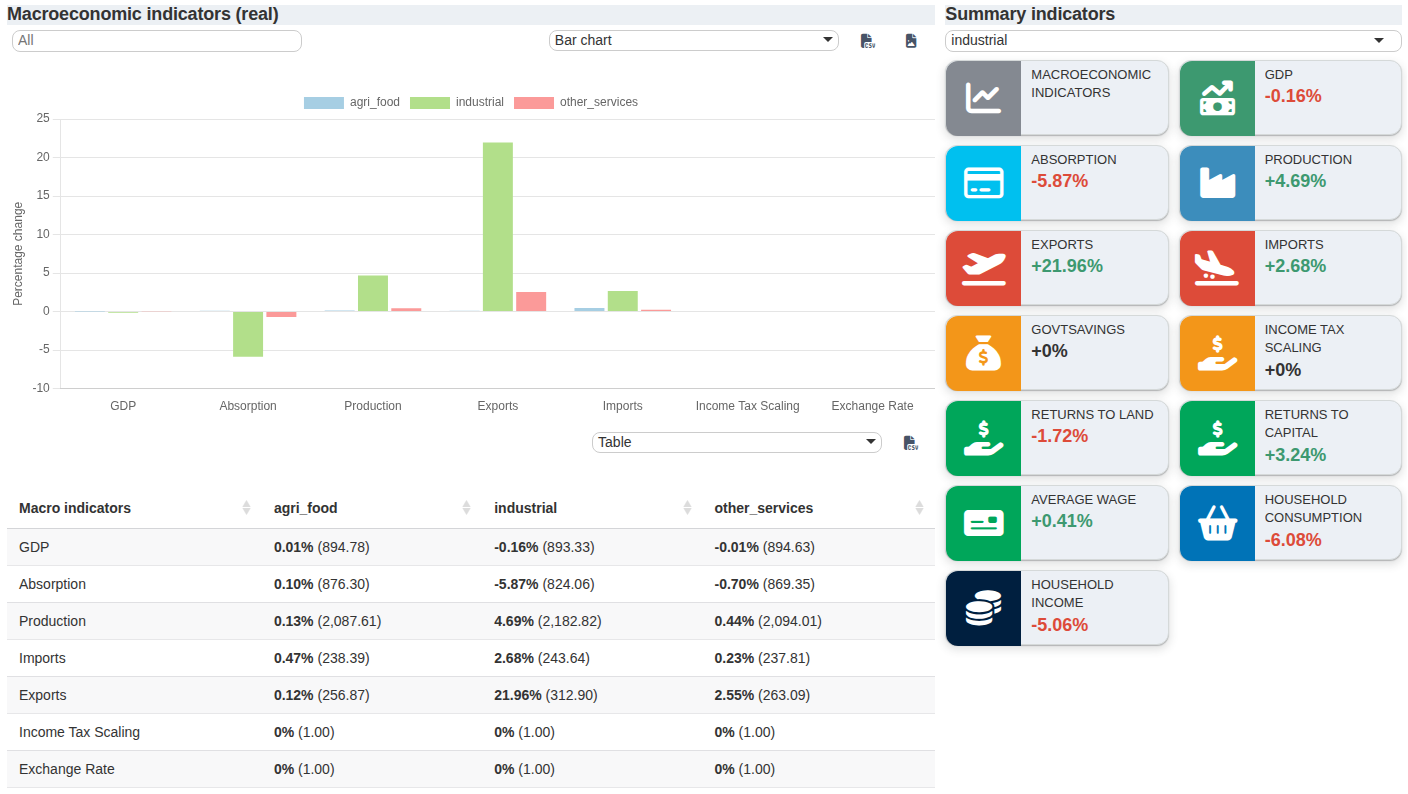 Macroeconomic indicators (real)
All
Bar chart
CSV
agri_food industrial other_services
Percentage change
25
20
15
10
5
0
-5
-10
GDP Absorption Production Exports Imports Income Tax Scaling Exchange Rate
Table
CSV
Macro indicators agri_food industrial other_services
GDP 0.01% (894.78) -0.16% (893.33) -0.01% (894.63)
Absorption 0.10% (876.30) -5.87% (824.06) -0.70% (869.35)
Production 0.13% (2,087.61) 4.69% (2,182.82) 0.44% (2,094.01)
Imports 0.47% (238.39) 2.68% (243.64) 0.23% (237.81)
Exports 0.12% (256.87) 21.96% (312.90) 2.55% (263.09)
Income Tax Scaling 0% (1.00) 0% (1.00) 0% (1.00)
Exchange Rate 0% (1.00) 0% (1.00) 0% (1.00)
Summary indicators
industrial
MACROECONOMIC
INDICATORS
GDP
-0.16%
ABSORPTION
-5.87%
PRODUCTION
+4.69%
EXPORTS
+21.96%
IMPORTS
+2.68%
GOVTSAVINGS
+0%
INCOME TAX
SCALING
+0%
RETURNS TO LAND
-1.72%
RETURNS TO
CAPITAL
+3.24%
AVERAGE WAGE
+0.41%
HOUSEHOLD
CONSUMPTION
-6.08%
HOUSEHOLD
INCOME
-5.06%